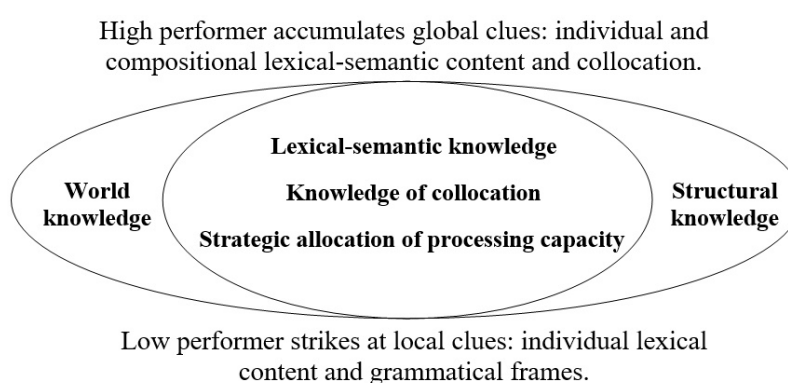 High performer accumulates global clues: individual and
compositional lexical-semantic content and collocation.
Lexical-semantic knowledge
World
knowledge
Knowledge of collocation
Structural
knowledge
Strategic allocation of processing capacity
Low performer strikes at local clues: individual lexical
content and grammatical frames.